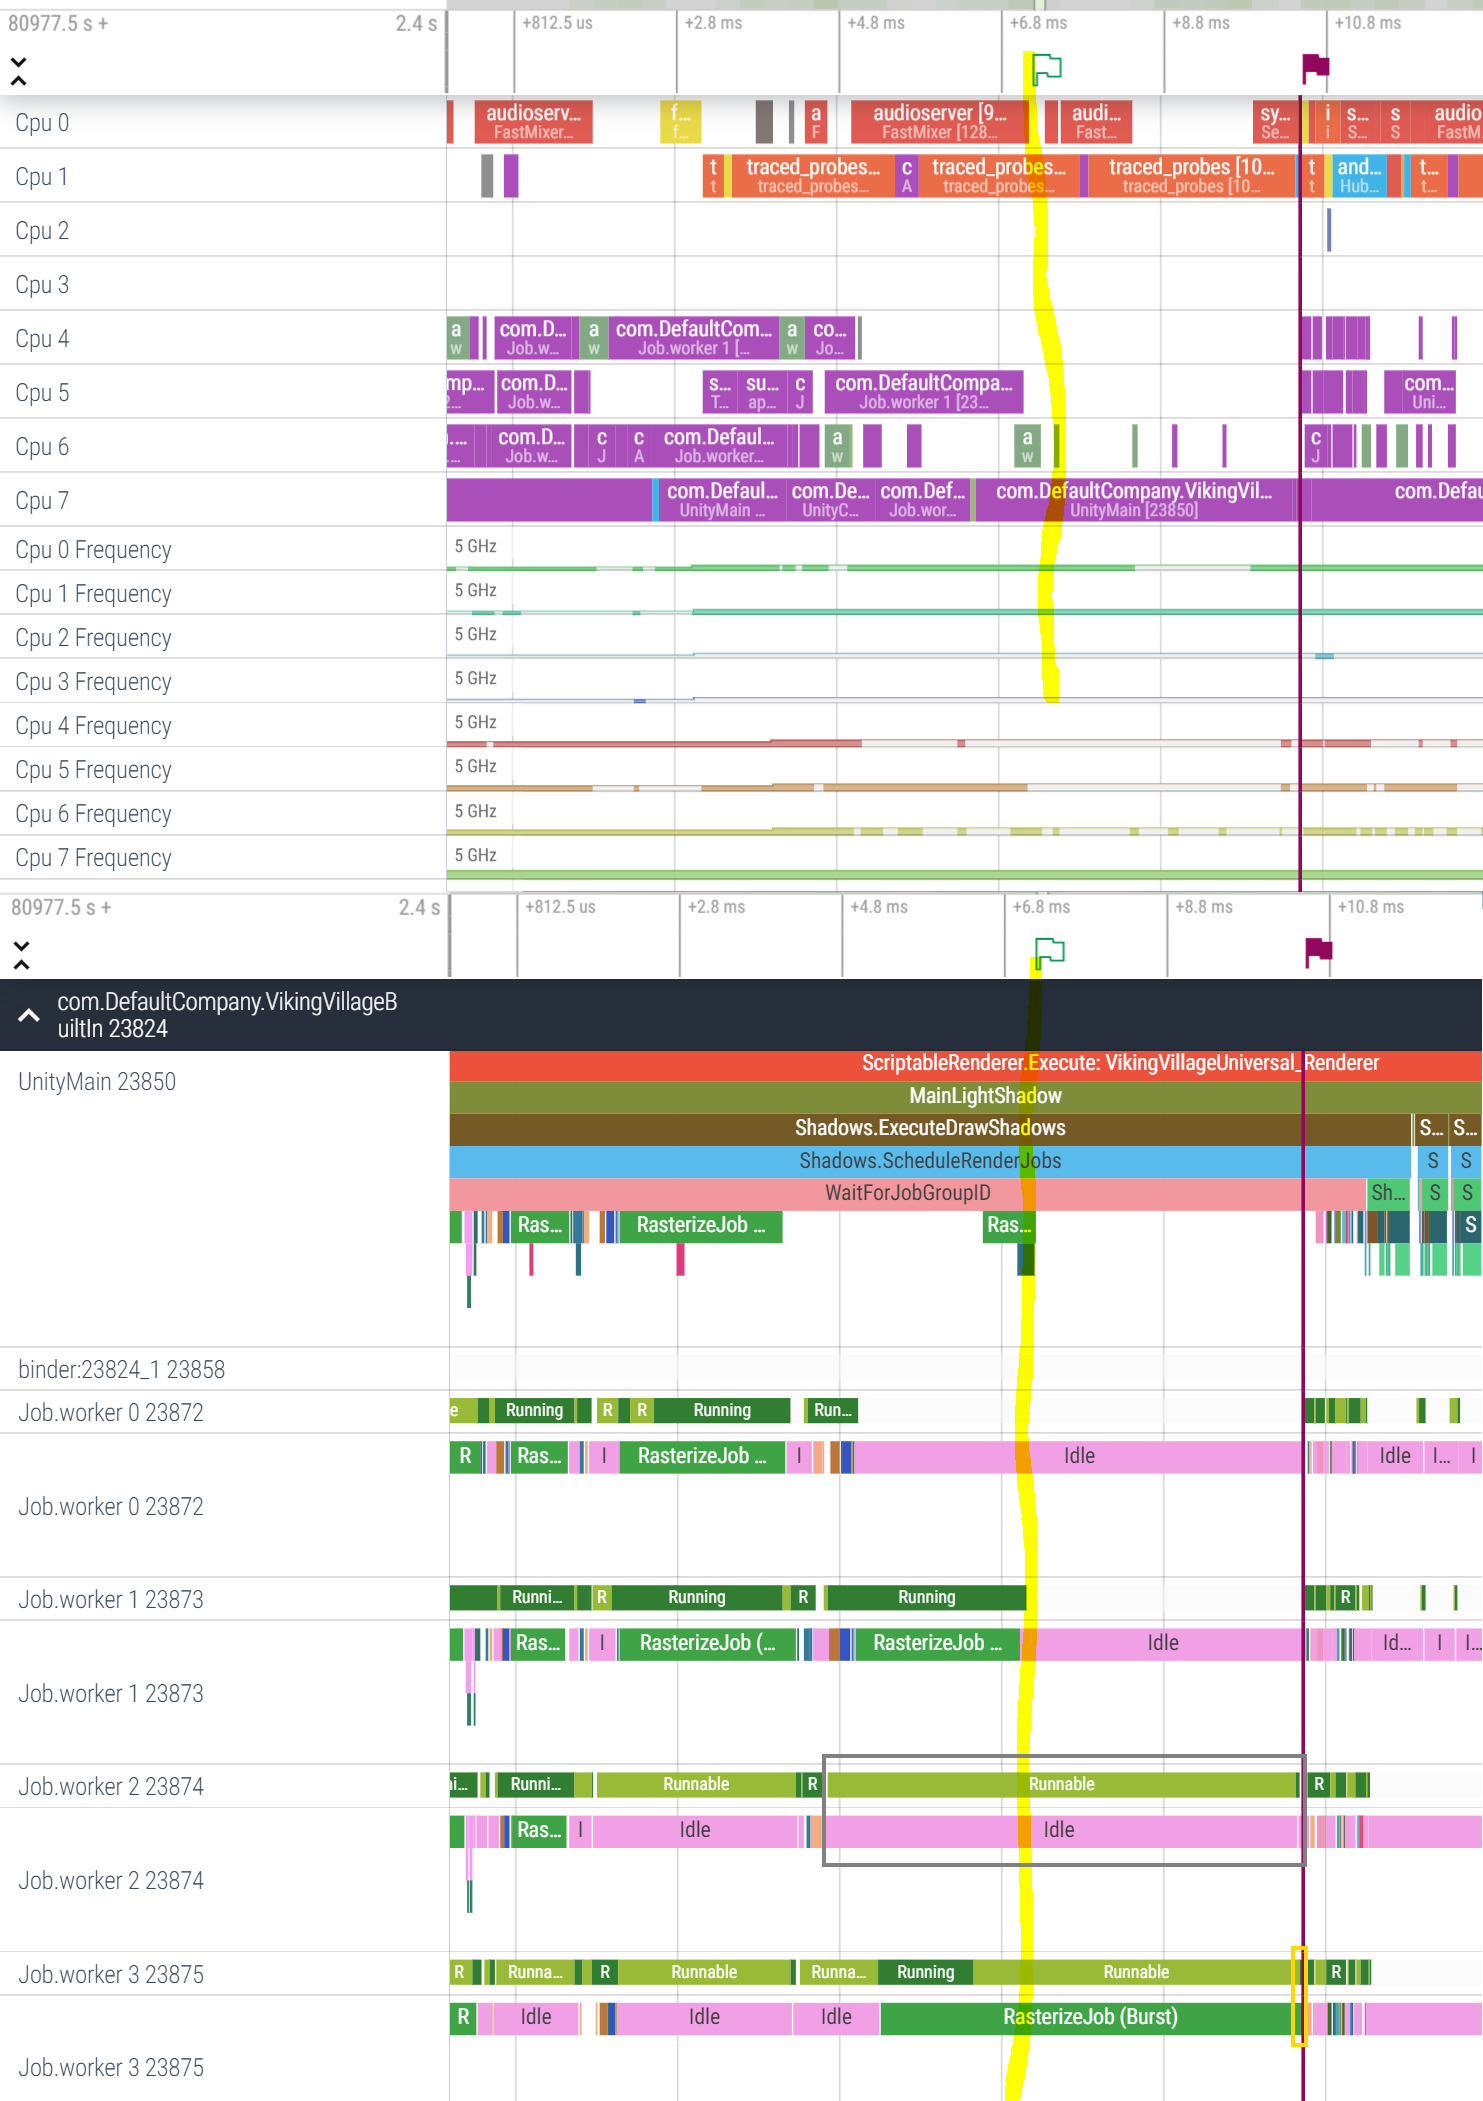 80977.5 s + 2.4 s +812.5 us +2.8 ms +4.8 ms +6.8 ms +8.8 ms +10.8 ms
Cpu 0 audioserv... f... a audioserver [9... audi... sy... i s... s audio
FastMixer... f... F FastMixer [128... Fast... Se... i S... S FastM
Cpu 1 t traced_probes... c traced_probes... traced_probes [10... t and... t...
t traced_probes... A traced_probes... traced_probes [10... t Hub... t...
Cpu 2
Cpu 3
Cpu 4 a com.D... a com.DefaultCom... a co...
w Job.w... w Job.worker 1 [... w Jo...
Cpu 5 mp... com.D... s... su... c com.DefaultCompa... com...
Job.w... T... ap... J Job.worker 1 [23... Uni...
Cpu 6 com.D... c c com.Defaul... a a c
Job.w... J A Job.worker... w w J
Cpu 7 com.Defaul... com.De... com.Def... com.DefaultCompany.VikingVil... com.Defau
UnityMain ... UnityC... Job.wor... UnityMain [23850]
Cpu 0 Frequency 5 GHz
Cpu 1 Frequency 5 GHz
Cpu 2 Frequency 5 GHz
Cpu 3 Frequency 5 GHz
Cpu 4 Frequency 5 GHz
Cpu 5 Frequency 5 GHz
Cpu 6 Frequency 5 GHz
Cpu 7 Frequency 5 GHz
80977.5 s + 2.4 s +812.5 us +2.8 ms +4.8 ms +6.8 ms +8.8 ms +10.8 ms
com.DefaultCompany.VikingVillageB
uiltIn 23824
ScriptableRenderer.Execute: VikingVillageUniversal_Renderer
UnityMain 23850
MainLightShadow
Shadows.ExecuteDrawShadows S... S...
Shadows.ScheduleRenderJobs S S
WaitForJobGroupID Sh... S S
Ras... RasterizeJob ... Ras... S
binder:23824_1 23858
Job.worker 0 23872 e Running R R Running Run...
R Ras... I RasterizeJob ... I Idle Idle I... I
Job.worker 0 23872
Job.worker 1 23873 Runni... R Running R Running R
Ras... I RasterizeJob (... RasterizeJob ... Idle Id... I I...
Job.worker 1 23873
Job.worker 2 23874 ni... Runni... Runnable R Runnable R
Ras... I Idle Idle
Job.worker 2 23874
Job.worker 3 23875 R Runna... R Runnable Runna... Running Runnable R
R Idle Idle Idle RasterizeJob (Burst)
Job.worker 3 23875